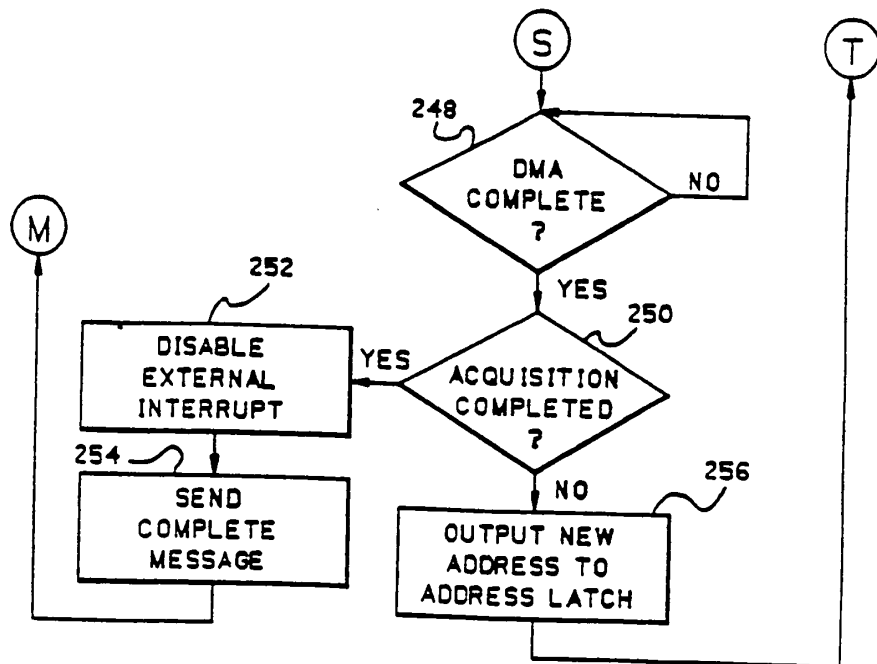 S
T
248
DMA
COMPLETE
?
NO
M
YES
252
250
DISABLE
EXTERNAL
INTERRUPT
YES
ACQUISITION
COMPLETED
?
254
NO
256
SEND
COMPLETE
MESSAGE
OUTPUT NEW
ADDRESS TO
ADDRESS LATCH